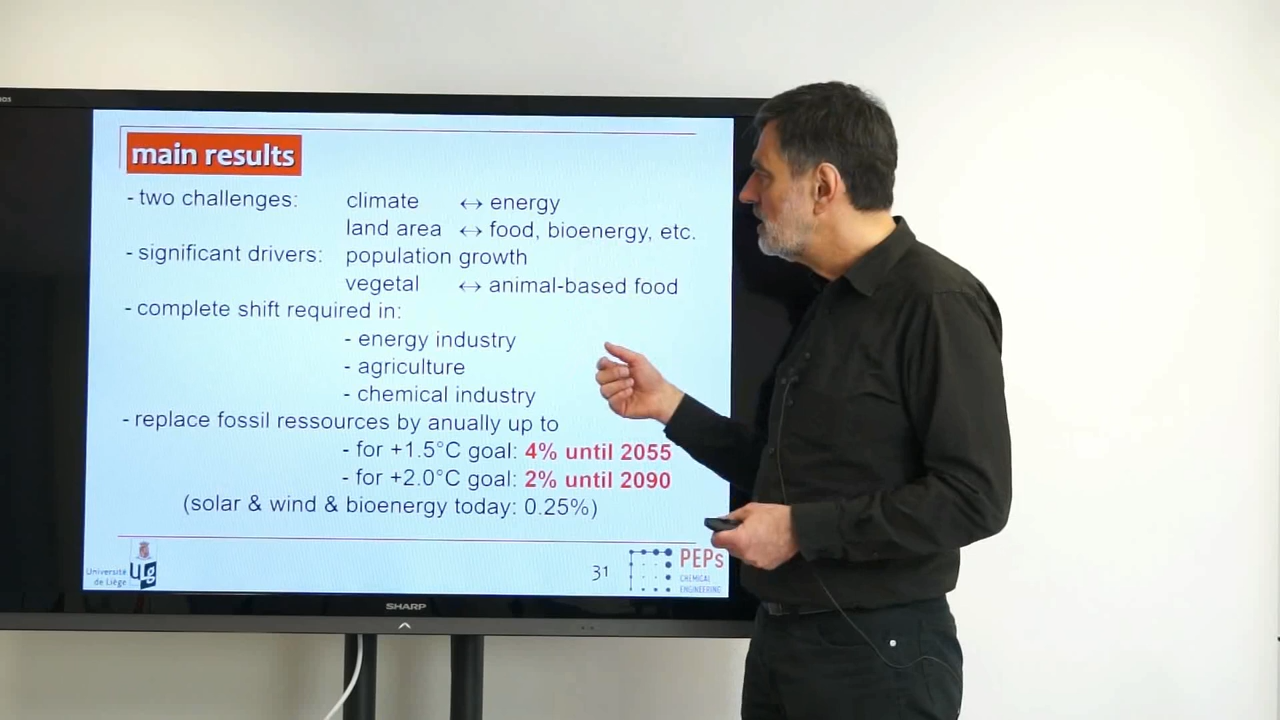 main results
- two challenges: climate ↔ energy
land area ↔ food, bioenergy, etc.
- significant drivers: population growth
vegetal ↔ animal-based food
- complete shift required in:
- energy industry
- agriculture
- chemical industry
- replace fossil ressources by anually up to
- for +1.5°C goal: 4% until 2055
- for +2.0°C goal: 2% until 2090
(solar & wind & bioenergy today: 0.25%)
Université
de Liège
31
PEPs
CHEMICAL
ENGINEERING
SHARP